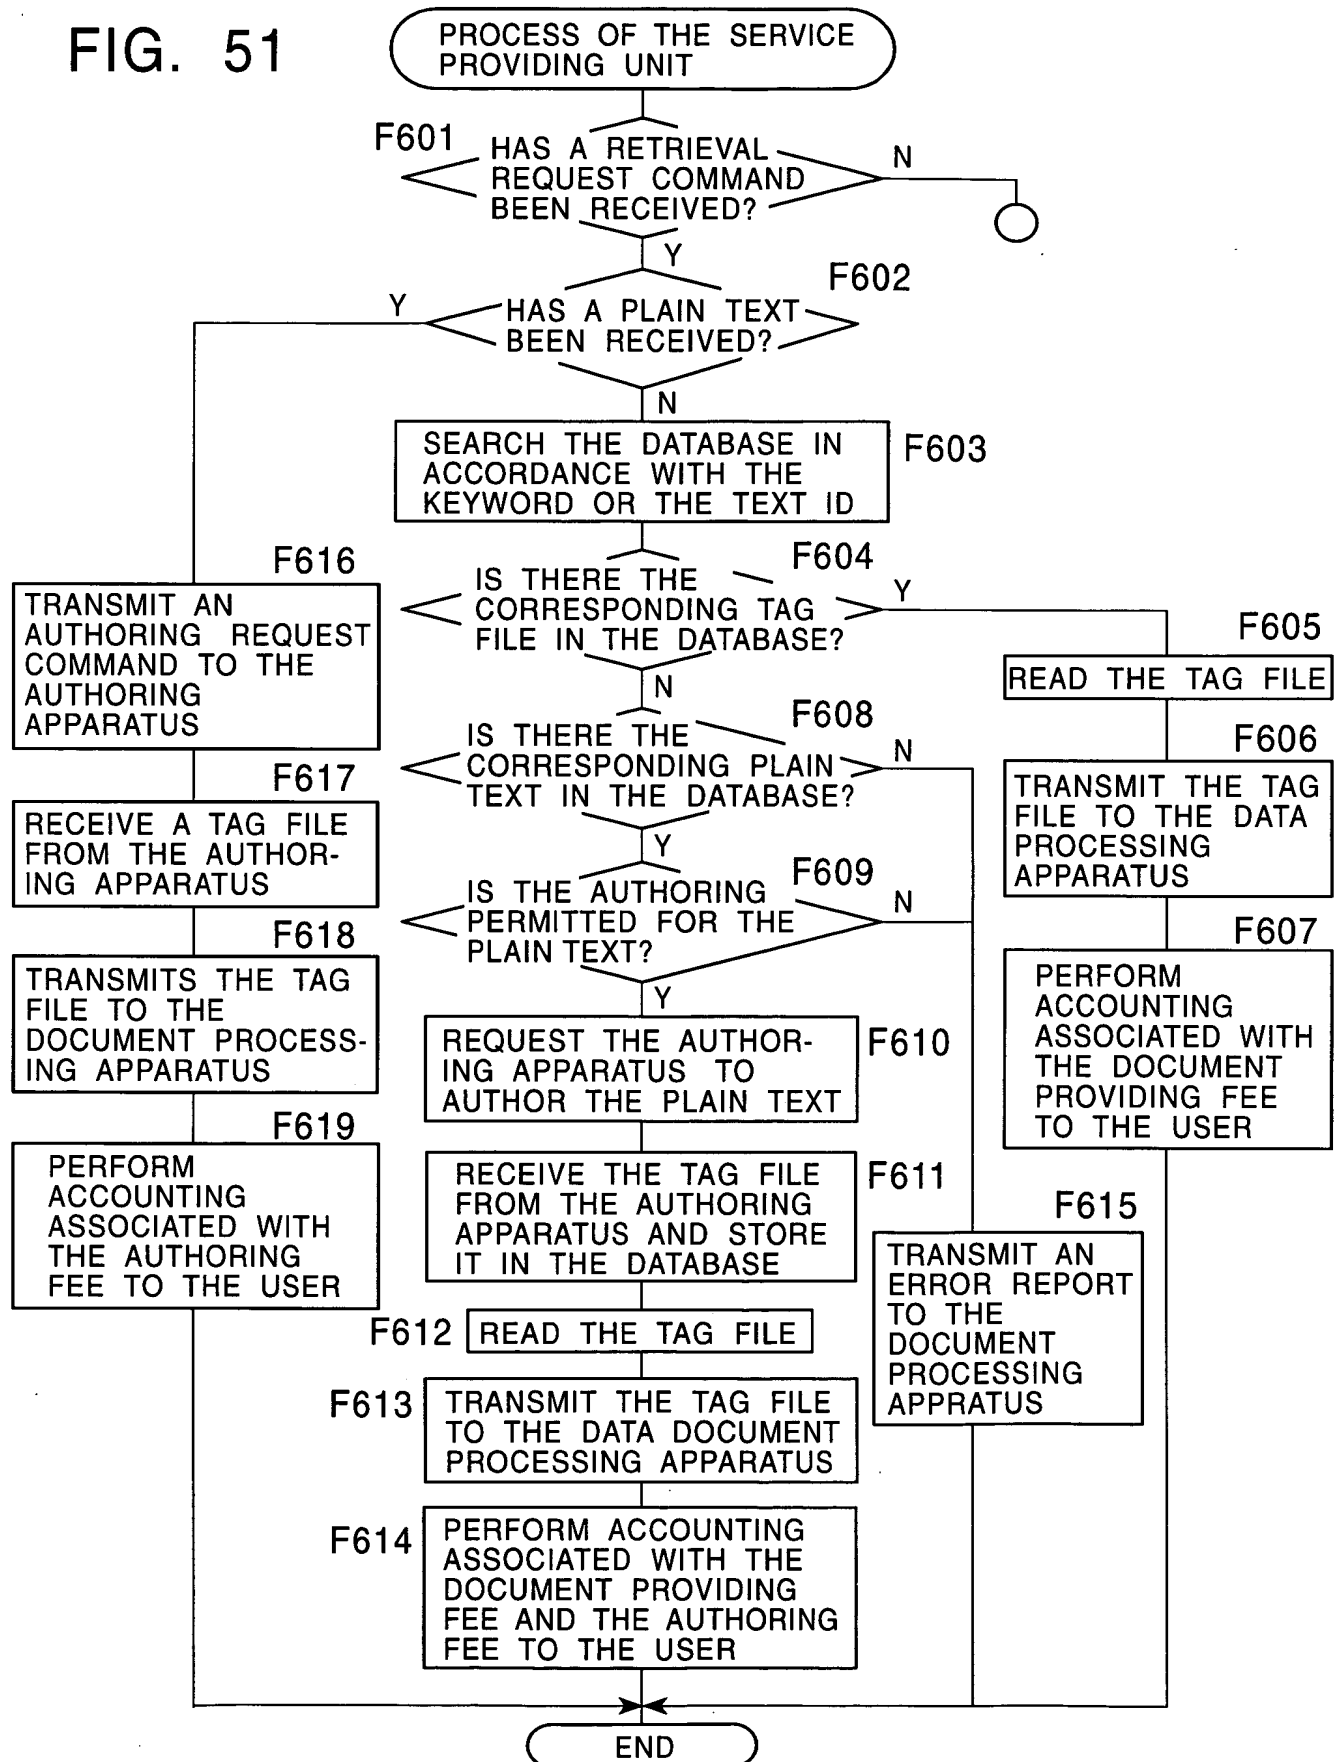 FIG. 51
PROCESS OF THE SERVICE
PROVIDING UNIT
F601
HAS A RETRIEVAL
REQUEST COMMAND
BEEN RECEIVED?
N
Y
F602
HAS A PLAIN TEXT
BEEN RECEIVED?
Y
N
SEARCH THE DATABASE IN
ACCORDANCE WITH THE
KEYWORD OR THE TEXT ID
F603
F604
IS THERE THE
CORRESPONDING TAG
FILE IN THE DATABASE?
Y
N
F605
READ THE TAG FILE
F606
TRANSMIT THE TAG
FILE TO THE DATA
PROCESSING
APPARATUS
F607
PERFORM
ACCOUNTING
ASSOCIATED WITH
THE DOCUMENT
PROVIDING FEE
TO THE USER
F608
IS THERE THE
CORRESPONDING PLAIN
TEXT IN THE DATABASE?
N
Y
F609
IS THE AUTHORING
PERMITTED FOR THE
PLAIN TEXT?
N
Y
REQUEST THE AUTHOR-
ING APPARATUS TO
AUTHOR THE PLAIN TEXT
F610
RECEIVE THE TAG FILE
FROM THE AUTHORING
APPARATUS AND STORE
IT IN THE DATABASE
F611
F612
READ THE TAG FILE
F613
TRANSMIT THE TAG FILE
TO THE DATA DOCUMENT
PROCESSING APPARATUS
F614
PERFORM ACCOUNTING
ASSOCIATED WITH THE
DOCUMENT PROVIDING
FEE AND THE AUTHORING
FEE TO THE USER
F615
TRANSMIT AN
ERROR REPORT
TO THE
DOCUMENT
PROCESSING
APPRATUS
F616
TRANSMIT AN
AUTHORING REQUEST
COMMAND TO THE
AUTHORING
APPARATUS
F617
RECEIVE A TAG FILE
FROM THE AUTHOR-
ING APPARATUS
F618
TRANSMITS THE TAG
FILE TO THE
DOCUMENT PROCESS-
ING APPARATUS
F619
PERFORM
ACCOUNTING
ASSOCIATED WITH
THE AUTHORING
FEE TO THE USER
END